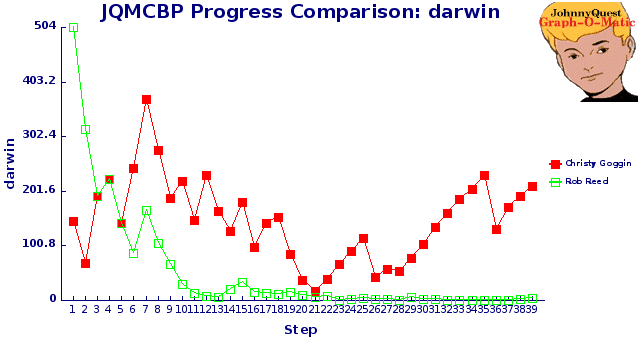 JQMCBP Progress Comparison: darwin
JohnnyQuest
Graph-O-Matic
504
403.2
302.4
201.6
100.8
0
darwin
1 2 3 4 5 6 7 8 9 10 11 12 13 14 15 16 17 18 19 20 21 22 23 24 25 26 27 28 29 30 31 32 33 34 35 36 37 38 39
Step
Christy Goggin
Rob Reed